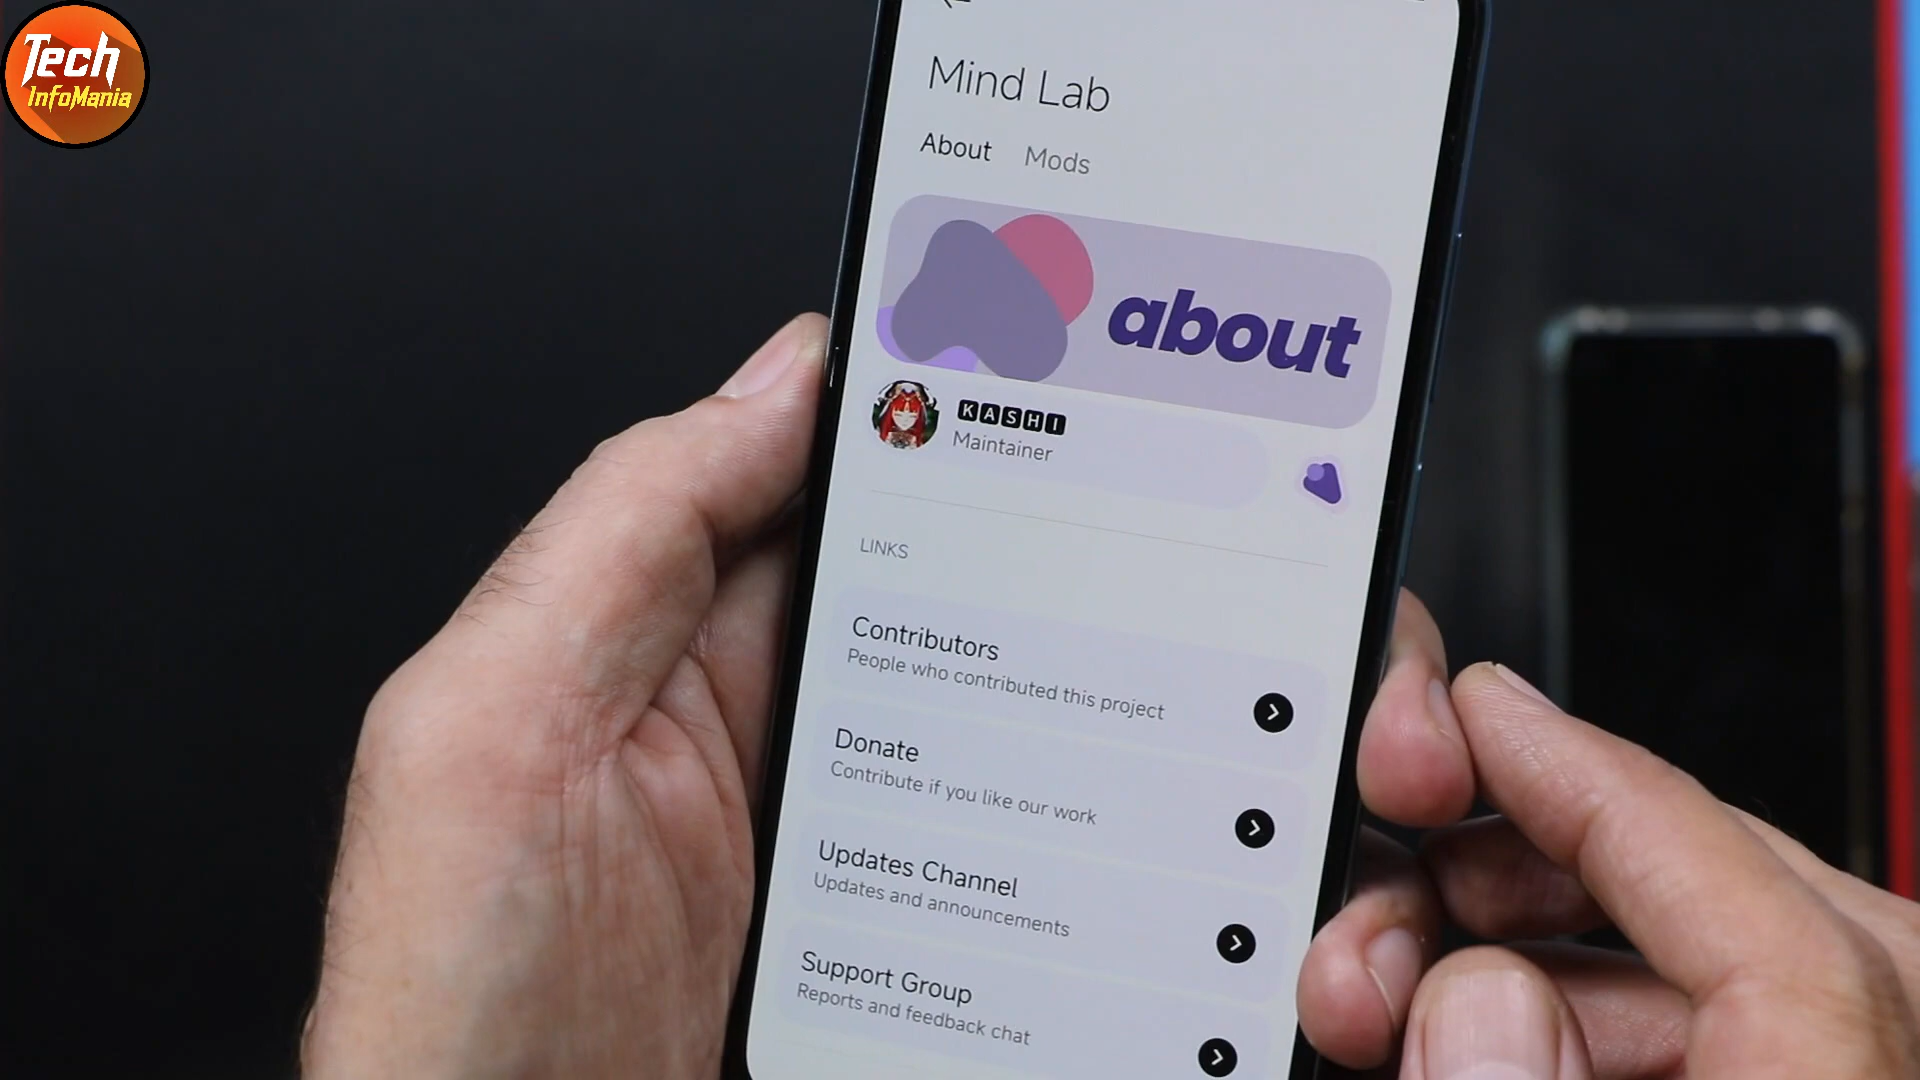 Tech
InfoMania
Mind Lab
About Mods
about
KASHI
Maintainer
LINKS
Contributors
People who contributed this project
Donate
Contribute if you like our work
Updates Channel
Updates and announcements
Support Group
Reports and feedback chat